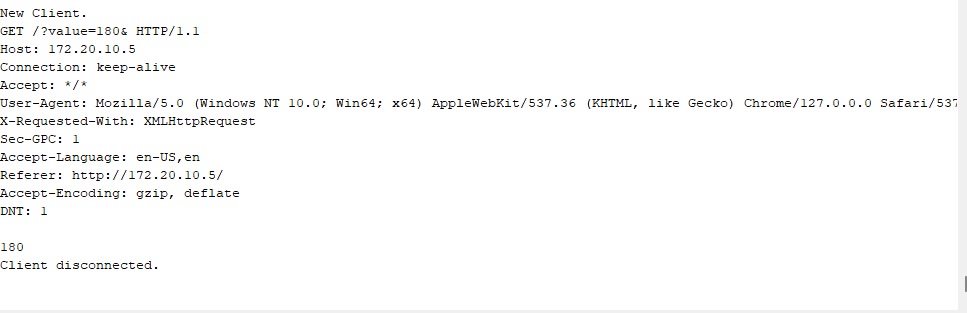 New Client.
GET /?value=180& HTTP/1.1
Host: 172.20.10.5
Connection: keep-alive
Accept: */*
User-Agent: Mozilla/5.0 (Windows NT 10.0; Win64; x64) AppleWebKit/537.36 (KHTML, like Gecko) Chrome/127.0.0.0 Safari/537
X-Requested-With: XMLHttpRequest
Sec-GPC: 1
Accept-Language: en-US,en
Referer: http://172.20.10.5/
Accept-Encoding: gzip, deflate
DNT: 1
180
Client disconnected.